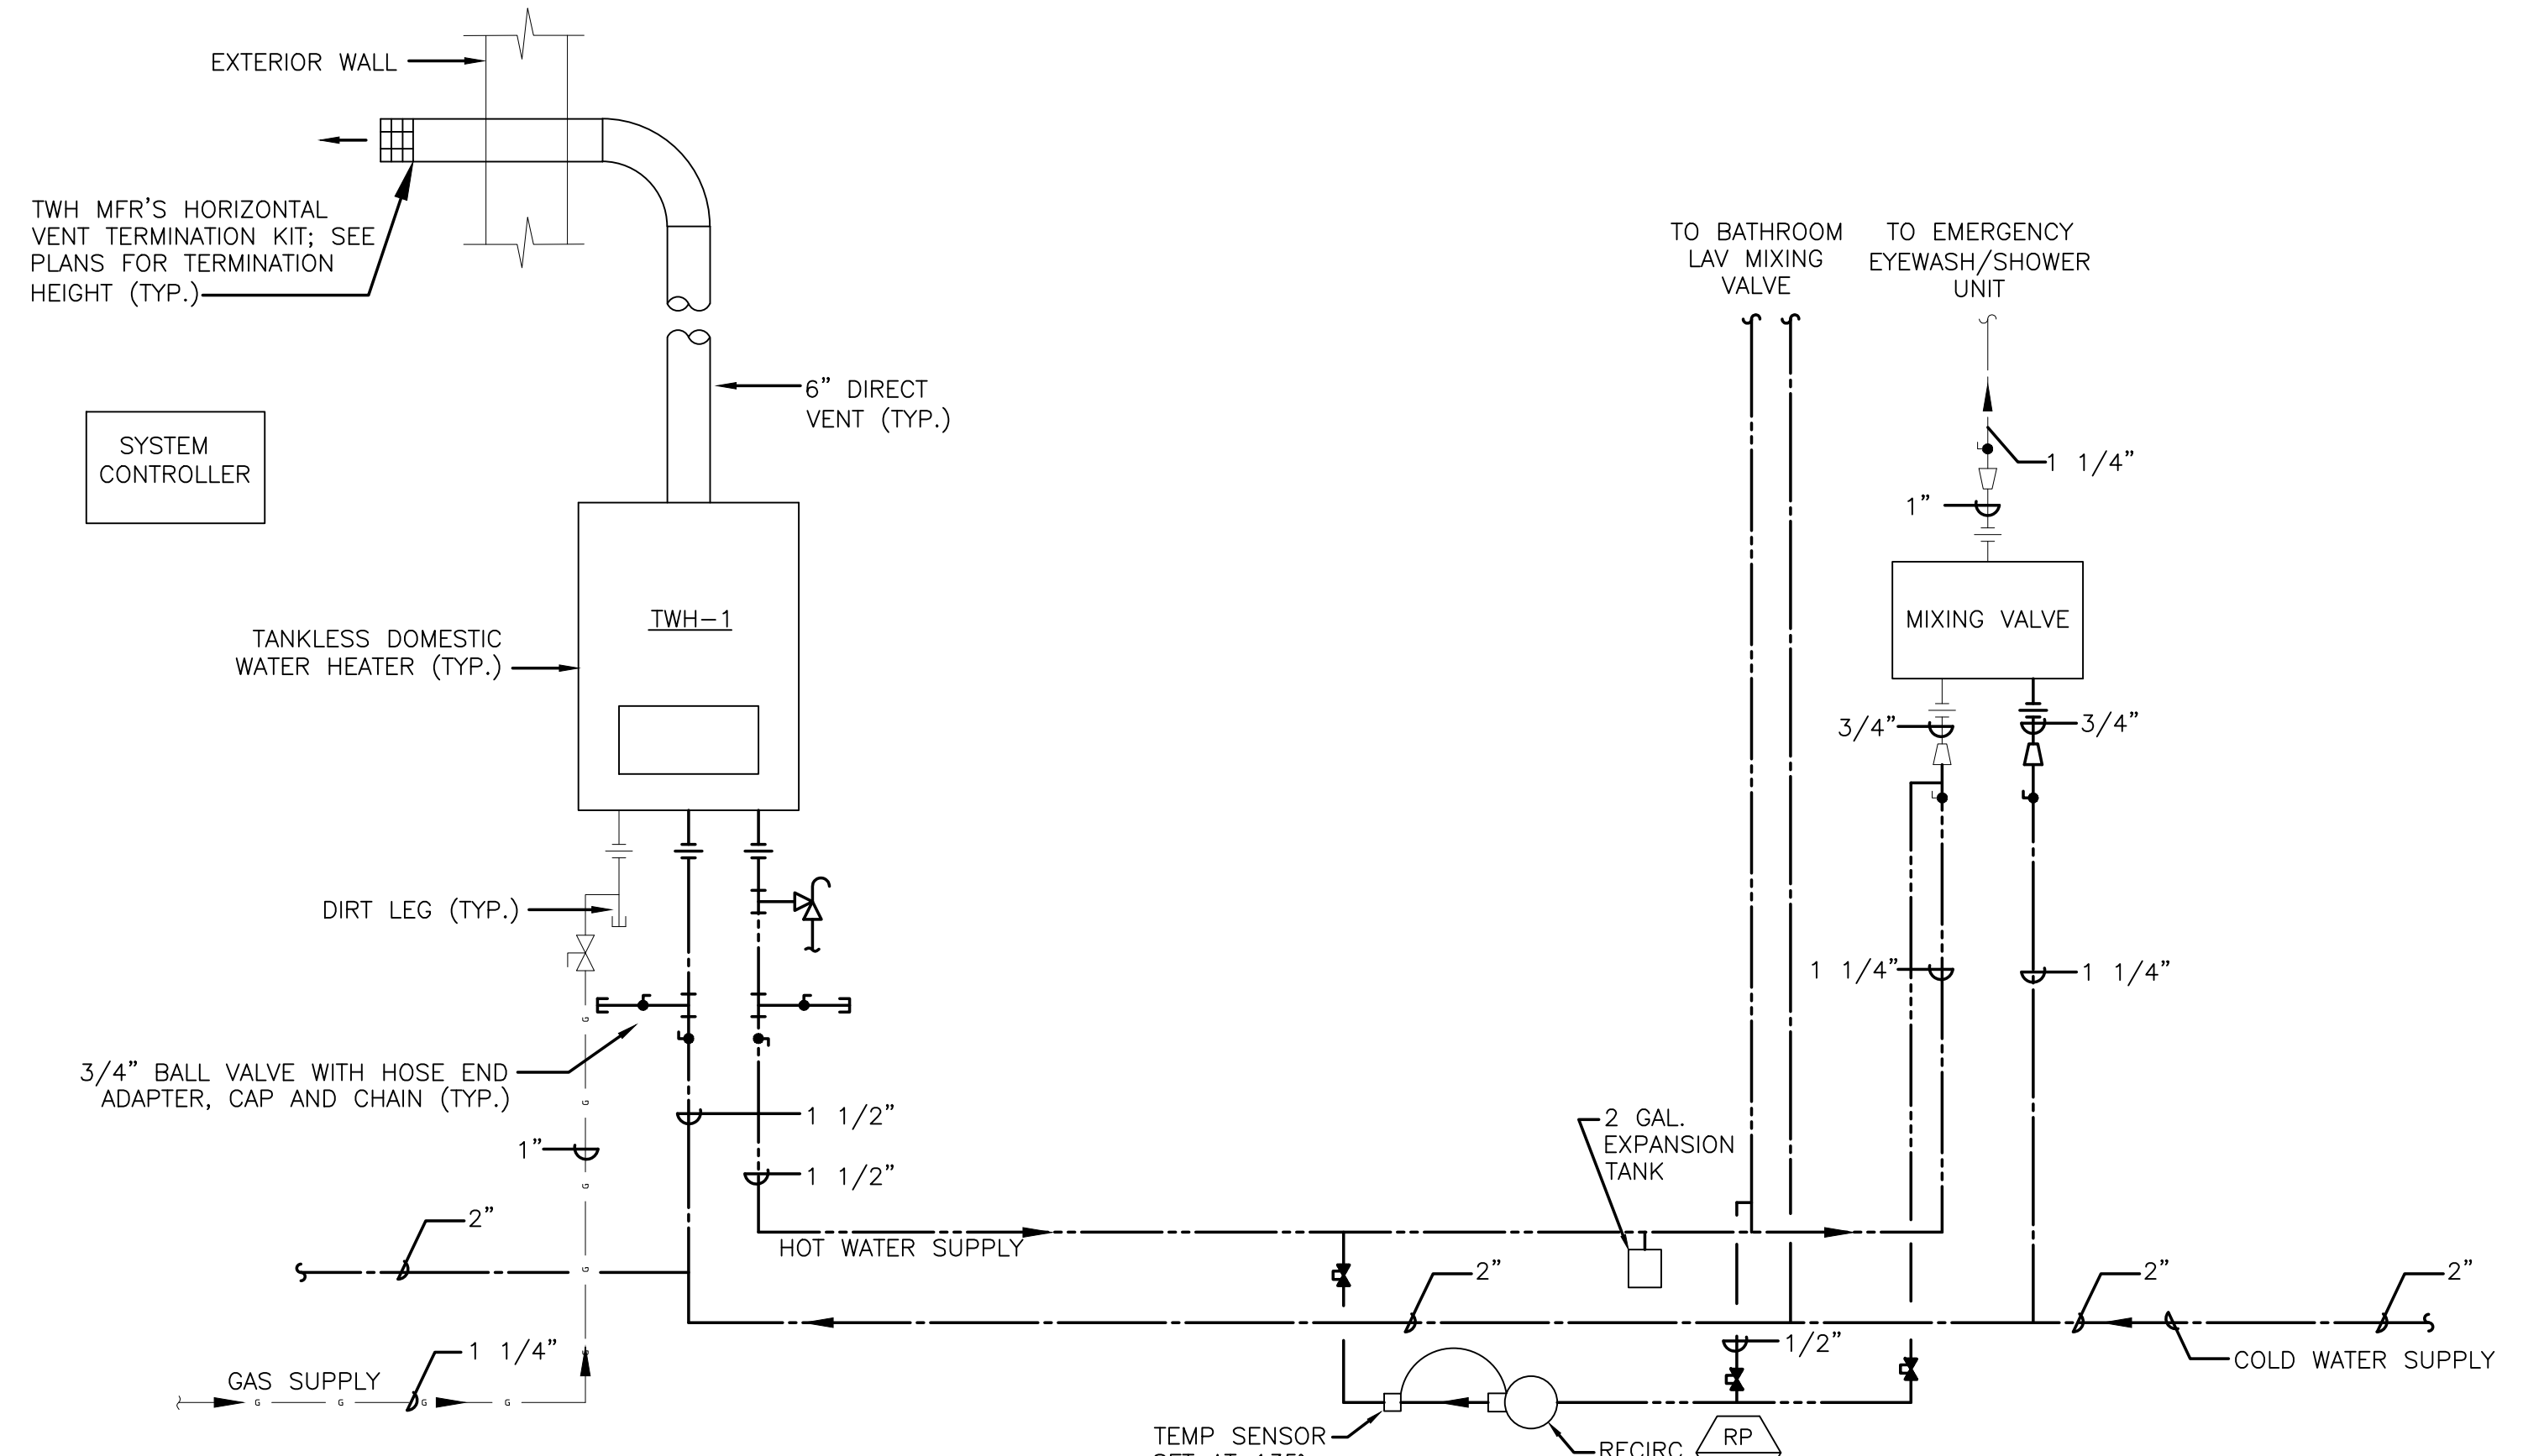 EXTERIOR WALL
TWH MFR'S HORIZONTAL
VENT TERMINATION KIT; SEE
PLANS FOR TERMINATION
HEIGHT (TYP.)
TO BATHROOM
LAV MIXING
VALVE
TO EMERGENCY
EYEWASH/SHOWER
UNIT
6" DIRECT
VENT (TYP.)
SYSTEM
CONTROLLER
1 1/4"
1"
TWH-1
MIXING VALVE
TANKLESS DOMESTIC
WATER HEATER (TYP.)
3/4"
3/4"
DIRT LEG (TYP.)
1 1/4"
1 1/4"
G
3/4" BALL VALVE WITH HOSE END
ADAPTER, CAP AND CHAIN (TYP.)
G
1 1/2"
2 GAL.
EXPANSION
TANK
1"
1 1/2"
G
2"
HOT WATER SUPPLY
G
2"
2"
2"
1 1/4"
G
1/2"
COLD WATER SUPPLY
GAS SUPPLY
G
G
G
G
TEMP SENSOR
RECIRC
RP